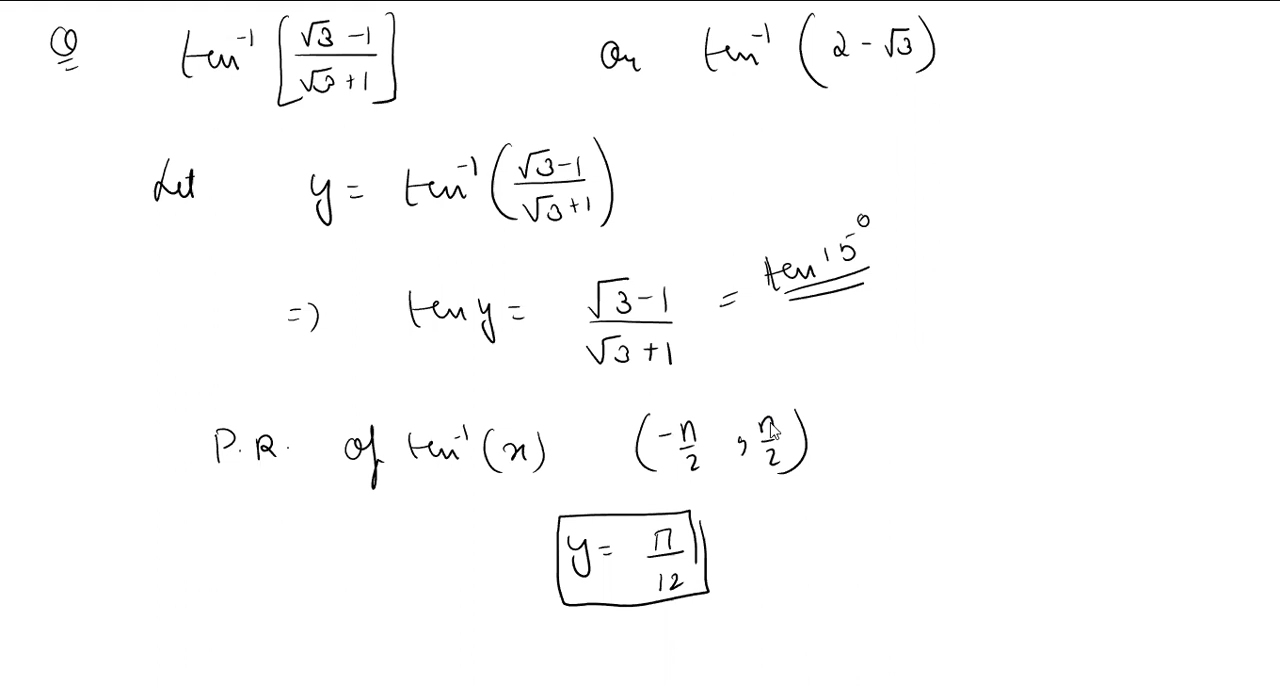 Q tan⁻¹ [(√3 -1)/(√3 +1)] Or tan⁻¹ (2 - √3)
Let y = tan⁻¹ ((√3-1)/(√3+1))
=) tan y = (√3-1)/(√3+1) = tan 15°
P.R. of tan⁻¹(x) (-π/2 , π/2)
y = π/12